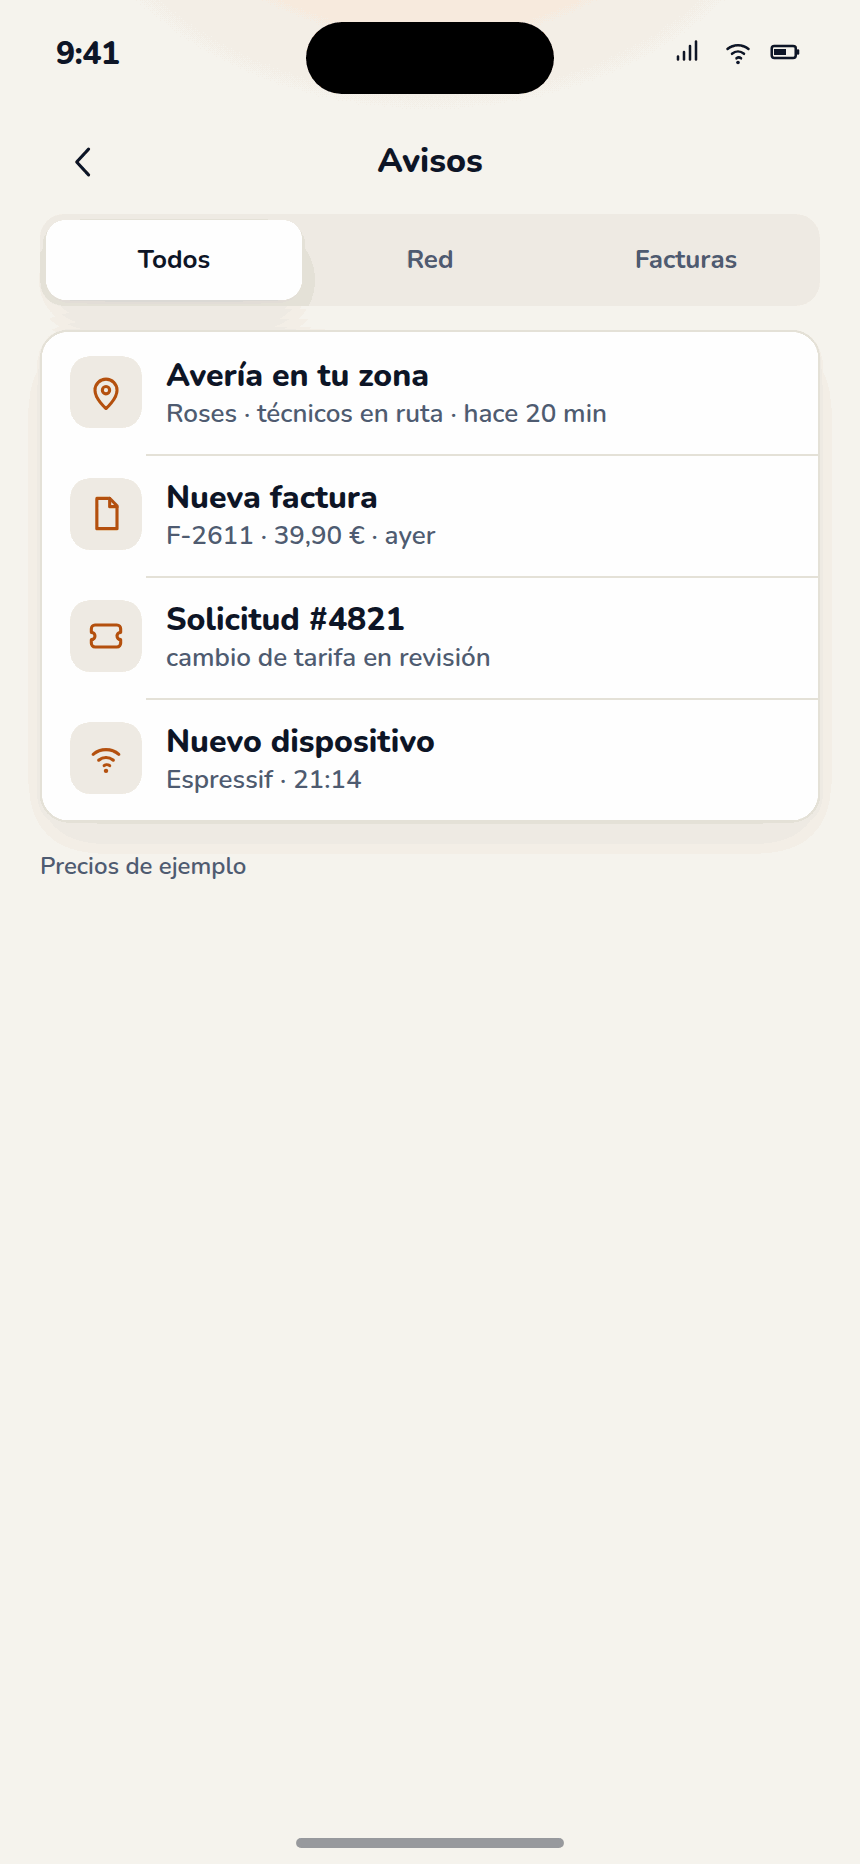 9:41
Avisos
Todos
Red
Facturas
Avería en tu zona
Roses · técnicos en ruta · hace 20 min
Nueva factura
F-2611 · 39,90 € · ayer
Solicitud #4821
cambio de tarifa en revisión
Nuevo dispositivo
Espressif · 21:14
Precios de ejemplo